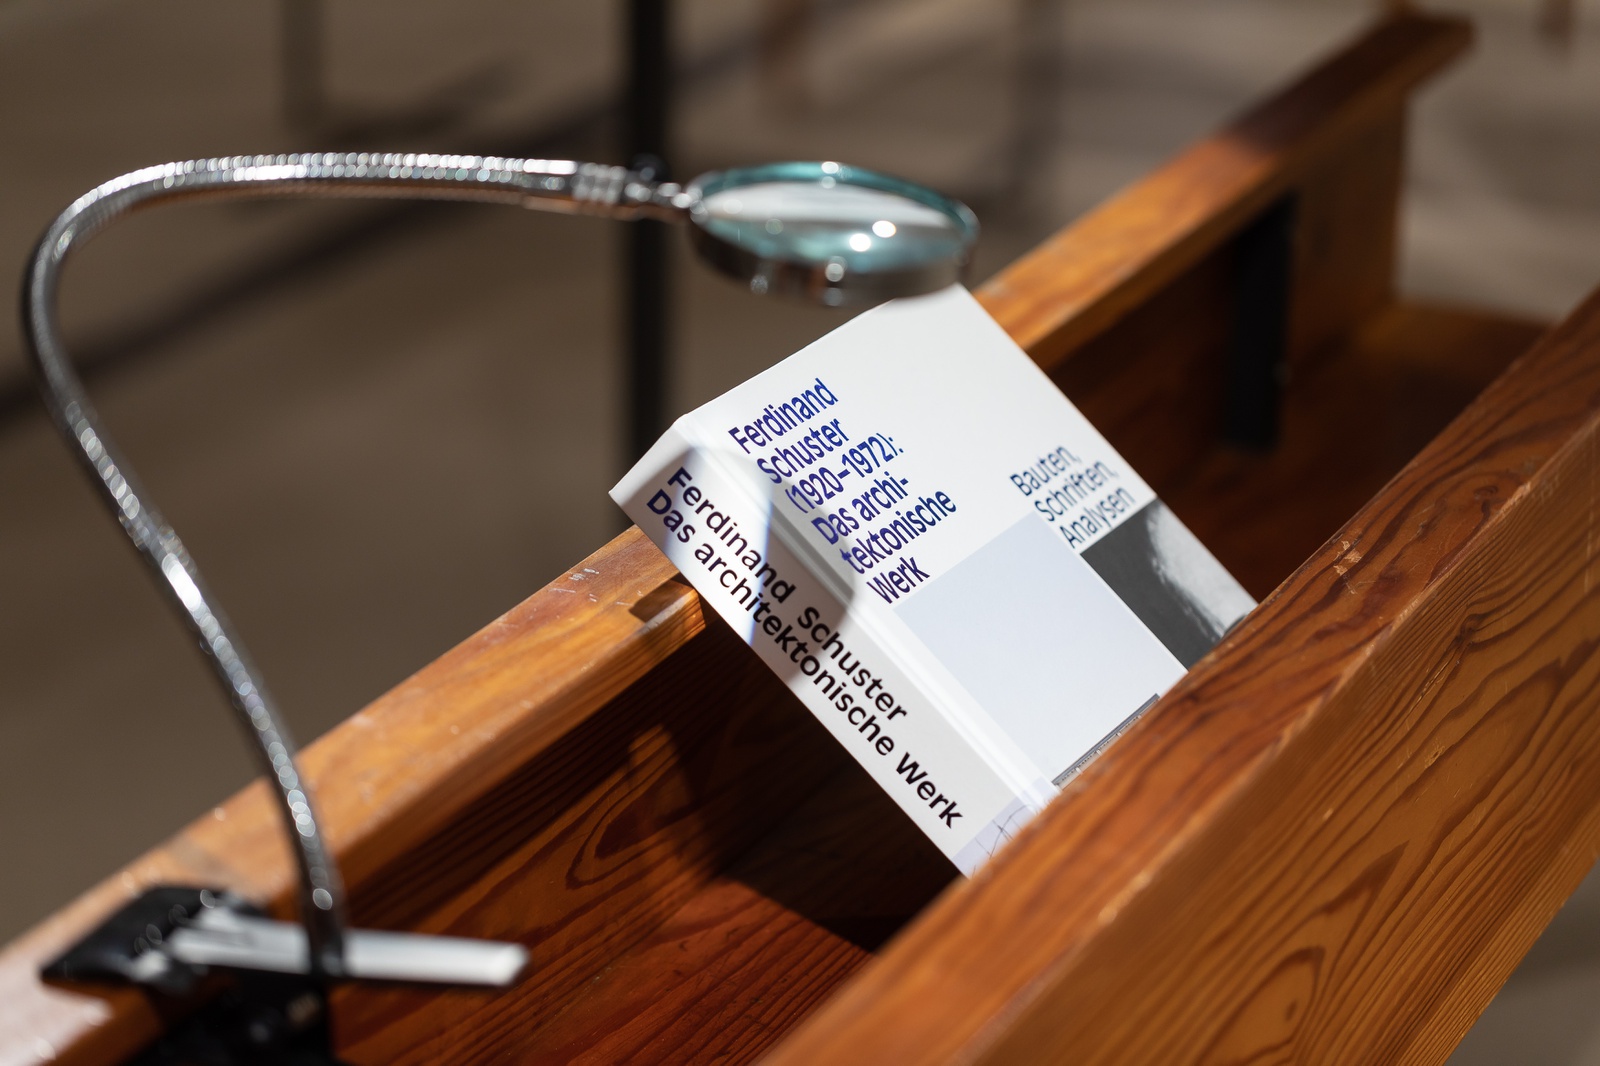 Ferdinand
Schuster
(1920–1972):
Das archi-
tektonische
Werk
Bauten,
Schriften,
Analysen
Ferdinand Schuster
Das architektonische Werk